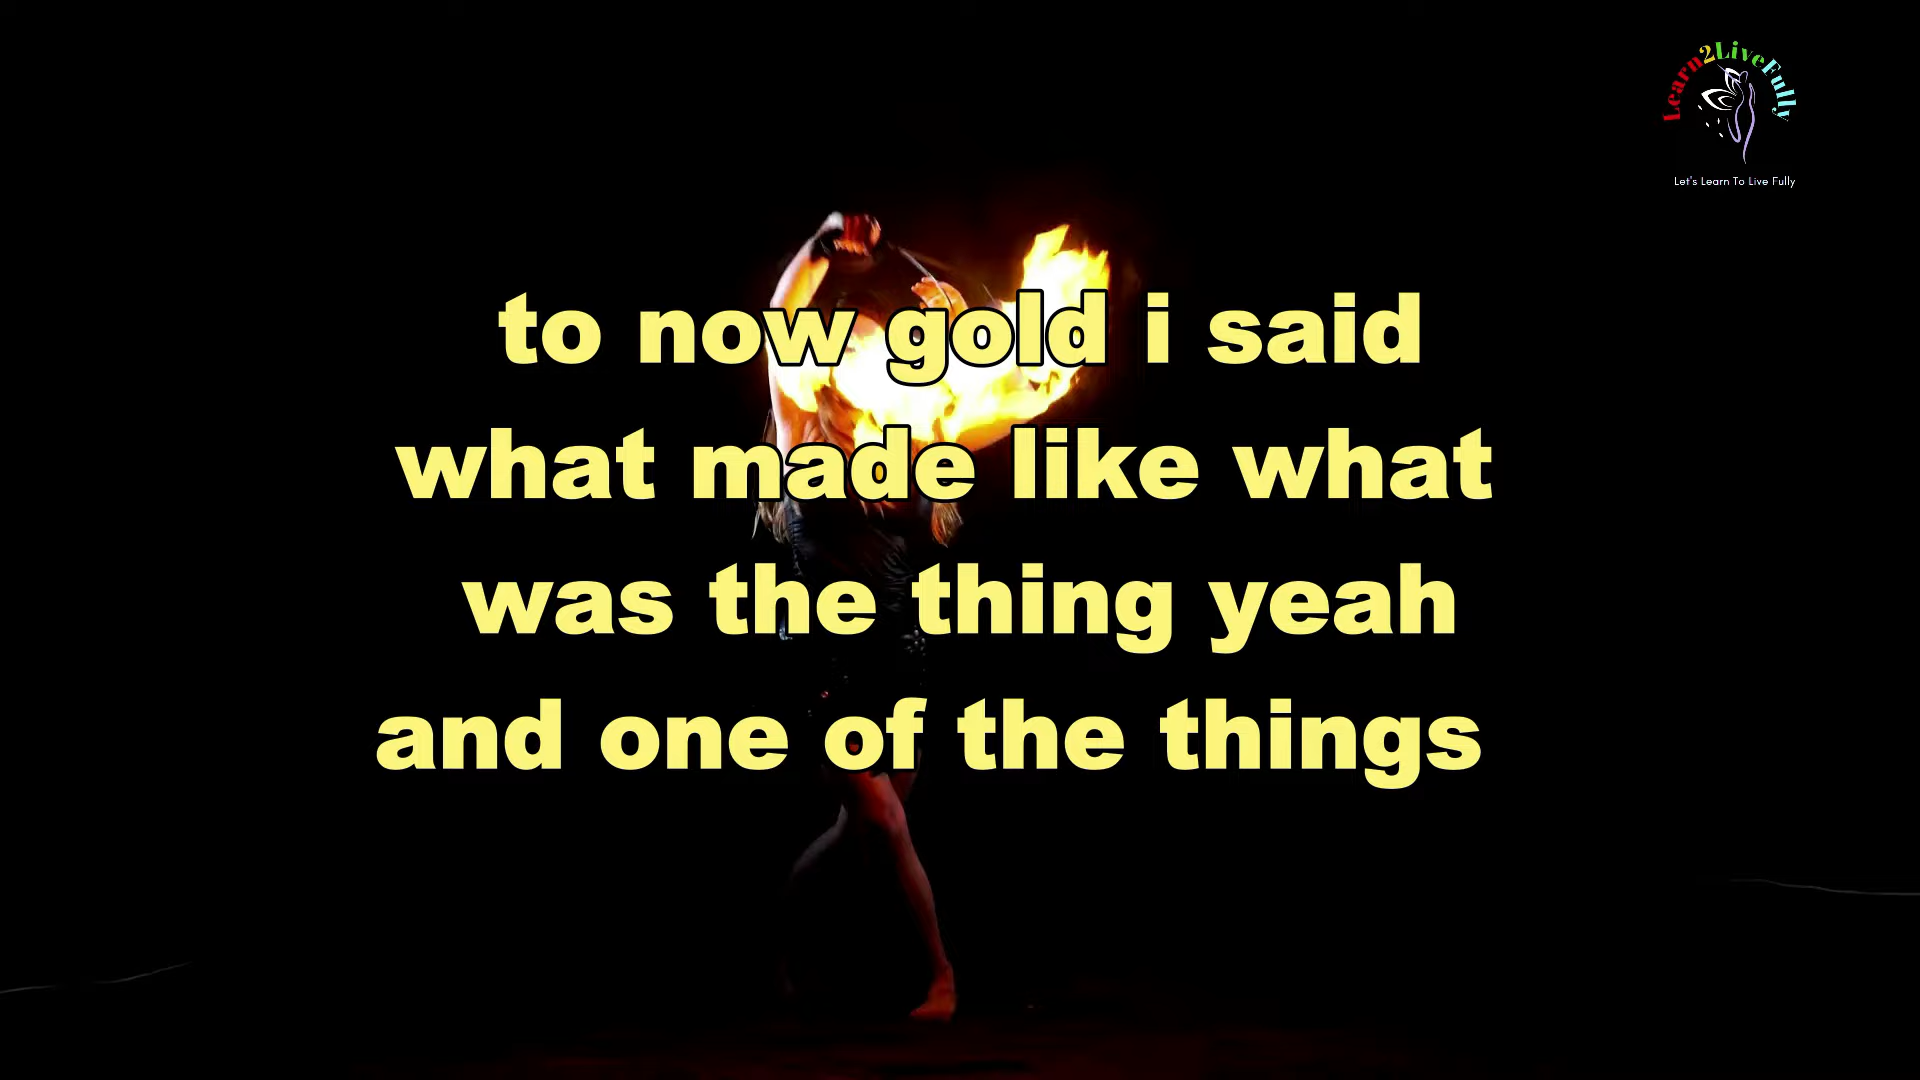 Learn2LiveFully
Let's Learn To Live Fully
to now gold i said
what made like what
was the thing yeah
and one of the things